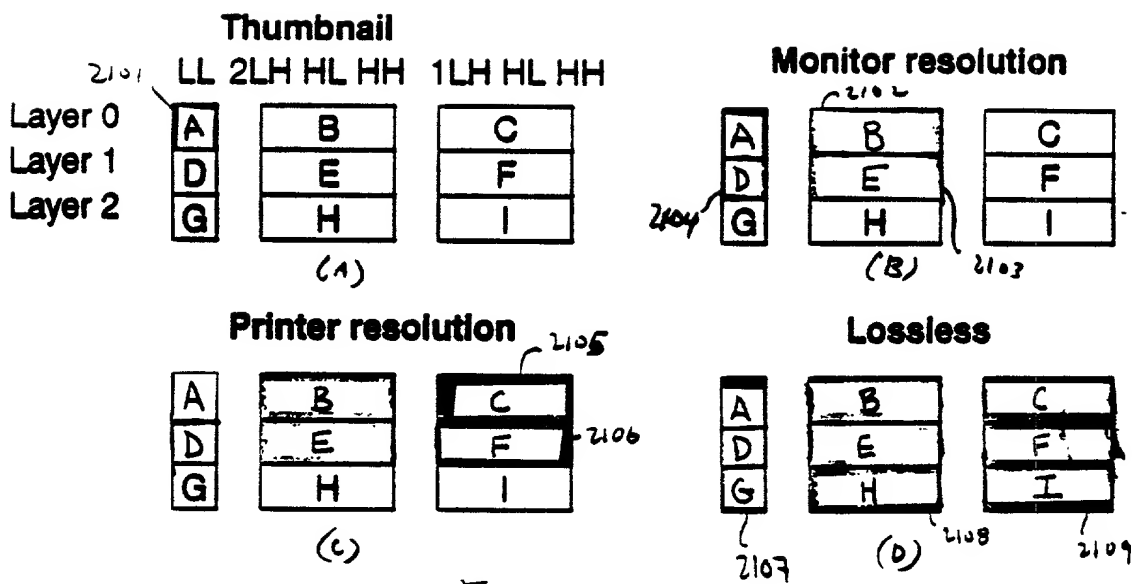 Thumbnail
2101 LL 2LH HL HH 1LH HL HH
Layer 0 A B C
Layer 1 D E F
Layer 2 G H I
(A)
Monitor resolution
2102
A B C
D E F
2104 G H I
(B) 2103
Printer resolution
2105
A B C
D E F 2106
G H I
(C)
Lossless
A B C
D E F
G H I
2107 (D) 2108 2109